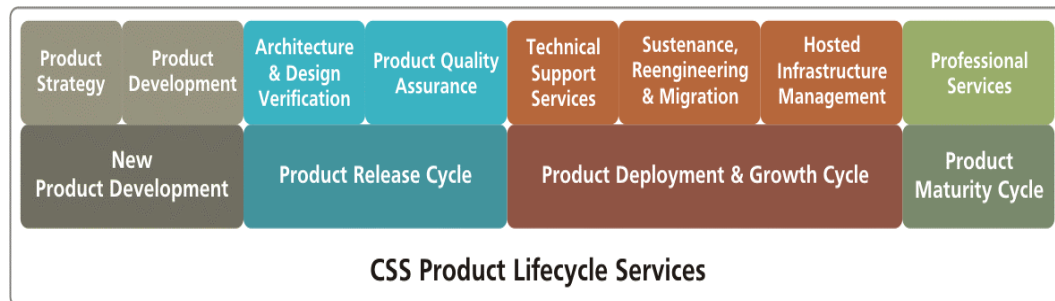 Product
Strategy
Product
Development
Architecture
& Design
Verification
Product Quality
Assurance
Technical
Support
Services
Sustenance,
Reengineering
& Migration
Hosted
Infrastructure
Management
Professional
Services
New
Product Development
Product Release Cycle
Product Deployment & Growth Cycle
Product
Maturity Cycle
CSS Product Lifecycle Services